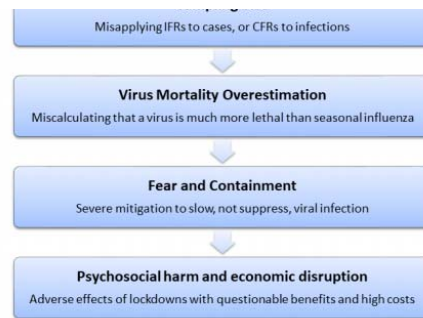 Misapplying IFRs to cases, or CFRs to infections
Virus Mortality Overestimation
Miscalculating that a virus is much more lethal than seasonal influenza
Fear and Containment
Severe mitigation to slow, not suppress, viral infection
Psychosocial harm and economic disruption
Adverse effects of lockdowns with questionable benefits and high costs